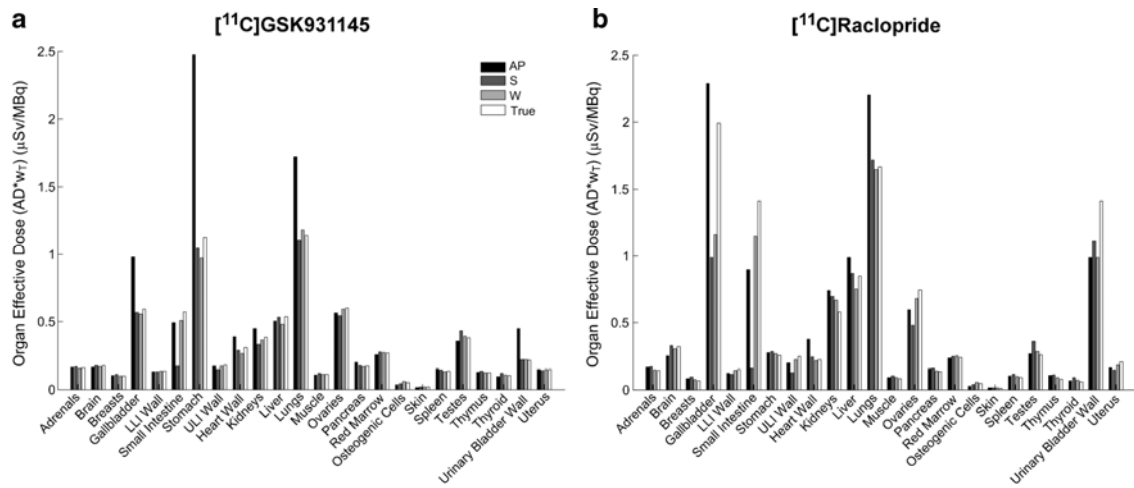 a
[¹¹C]GSK931145
Organ Effective Dose (AD*wT) (μSv/MBq)
2.5
2
1.5
1
0.5
0
AP
S
W
True
Adrenals
Brain
Breasts
Gallbladder
LLI Wall
Small Intestine
Stomach
ULI Wall
Heart Wall
Kidneys
Liver
Lungs
Muscle
Ovaries
Pancreas
Red Marrow
Osteogenic Cells
Skin
Spleen
Testes
Thymus
Thyroid
Urinary Bladder Wall
Uterus
b
[¹¹C]Raclopride
Organ Effective Dose (AD*wT) (μSv/MBq)
2.5
2
1.5
1
0.5
0
Adrenals
Brain
Breasts
Gallbladder
LLI Wall
Small Intestine
Stomach
ULI Wall
Heart Wall
Kidneys
Liver
Lungs
Muscle
Ovaries
Pancreas
Red Marrow
Osteogenic Cells
Skin
Spleen
Testes
Thymus
Thyroid
Urinary Bladder Wall
Uterus